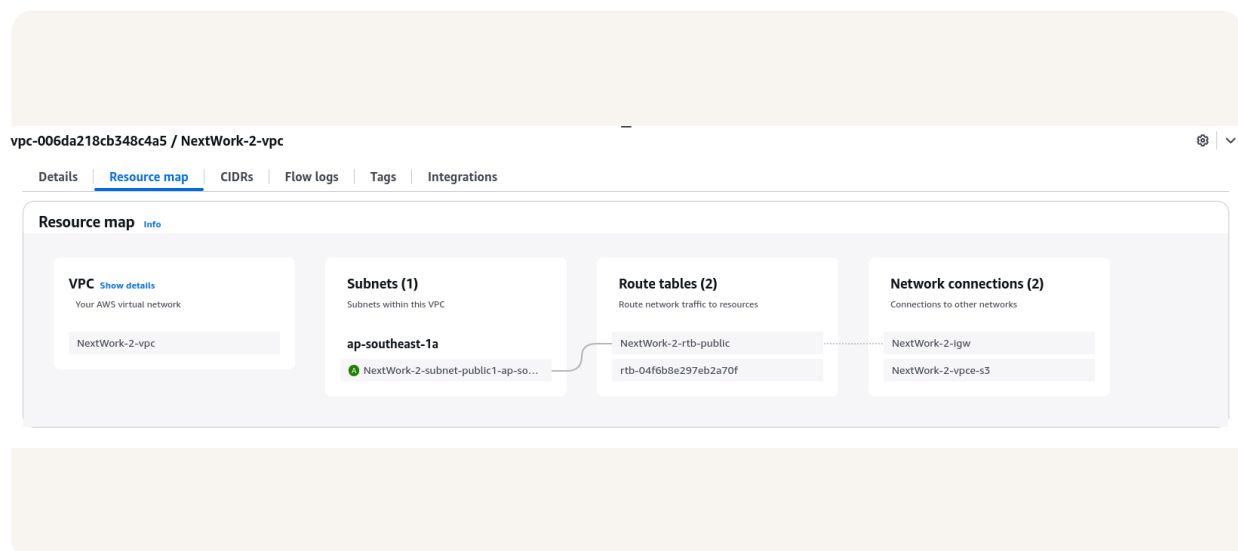 vpc-006da218cb348c4a5 / NextWork-2-vpc
Details Resource map CIDRs Flow logs Tags Integrations
Resource map Info
VPC Show details
Your AWS virtual network
NextWork-2-vpc
Subnets (1)
Subnets within this VPC
ap-southeast-1a
A NextWork-2-subnet-public1-ap-so...
Route tables (2)
Route network traffic to resources
NextWork-2-rtb-public
rtb-04f6b8e297eb2a70f
Network connections (2)
Connections to other networks
NextWork-2-igw
NextWork-2-vpce-s3